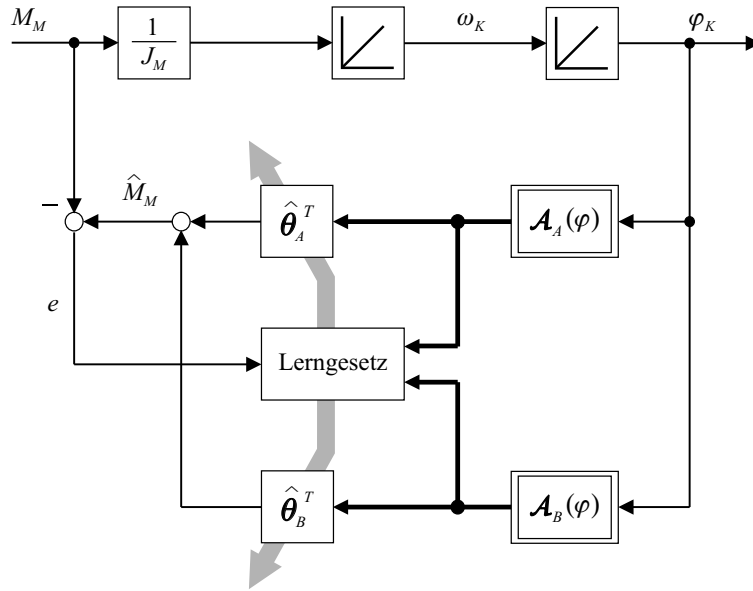 M_M
1/J_M
ω_K
φ_K
−
M̂_M
θ̂_A^T
𝓐_A(φ)
e
Lerngesetz
θ̂_B^T
𝓐_B(φ)